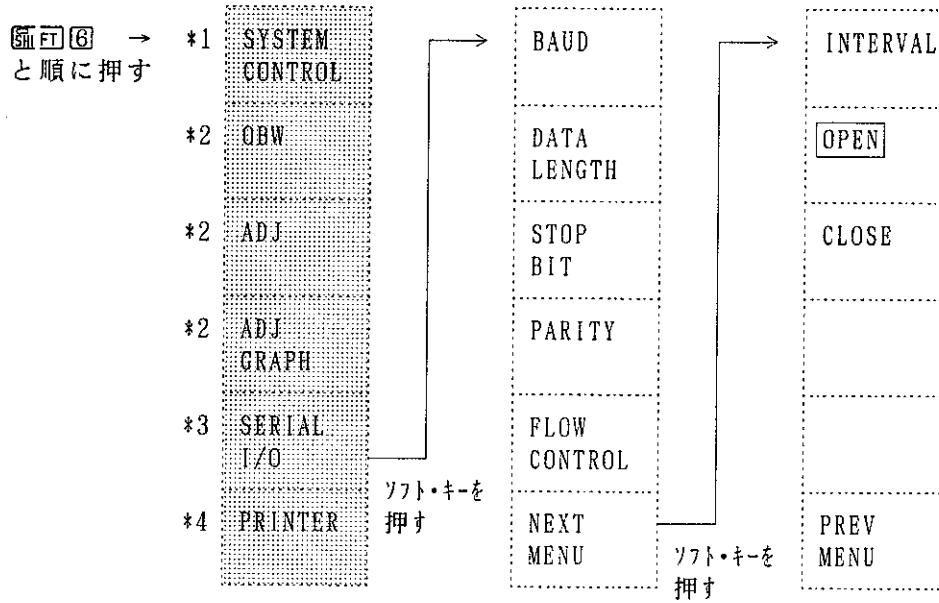 SHIFT 6 → *1 SYSTEM
と順に押す CONTROL
*2 OBW
*2 ADJ
*2 ADJ
GRAPH
*3 SERIAL
I/O
*4 PRINTER
ソフト・キーを
押す
BAUD
DATA
LENGTH
STOP
BIT
PARITY
FLOW
CONTROL
NEXT
MENU
ソフト・キーを
押す
INTERVAL
OPEN
CLOSE
PREV
MENU